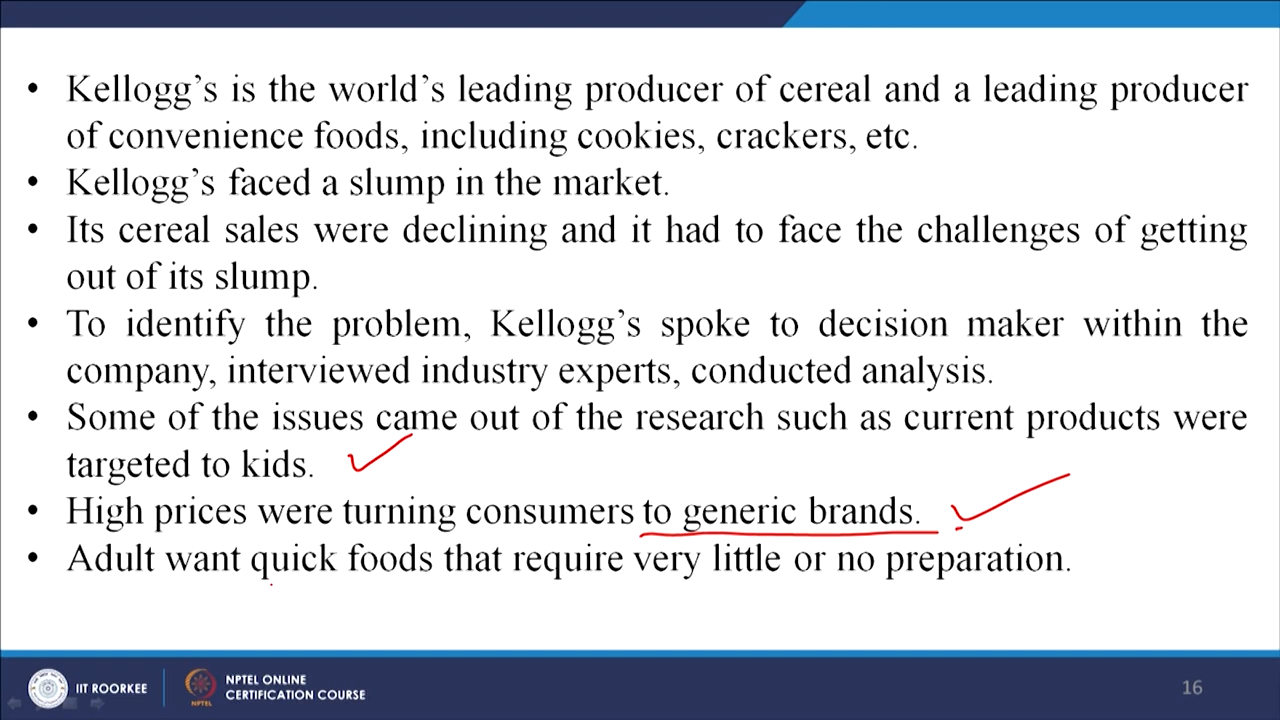 • Kellogg’s is the world’s leading producer of cereal and a leading producer
of convenience foods, including cookies, crackers, etc.
• Kellogg’s faced a slump in the market.
• Its cereal sales were declining and it had to face the challenges of getting
out of its slump.
• To identify the problem, Kellogg’s spoke to decision maker within the
company, interviewed industry experts, conducted analysis.
• Some of the issues came out of the research such as current products were
targeted to kids.
• High prices were turning consumers to generic brands.
• Adult want quick foods that require very little or no preparation.
IIT ROORKEE
NPTEL
NPTEL ONLINE
CERTIFICATION COURSE
16